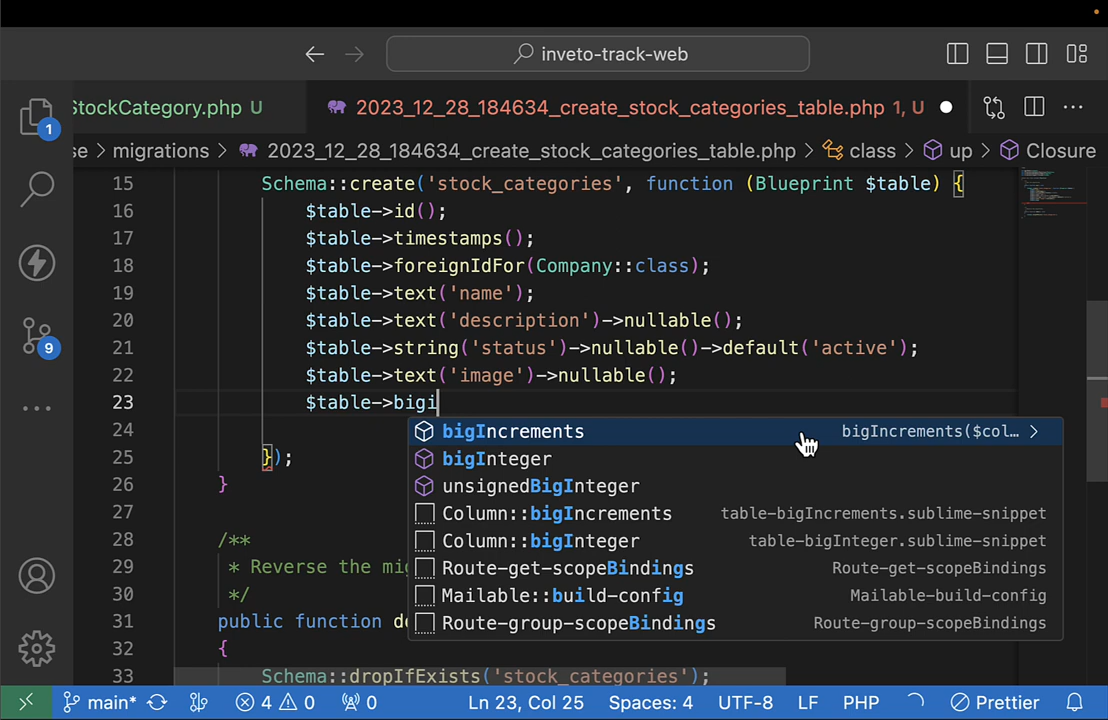 inveto-track-web
StockCategory.php U
2023_12_28_184634_create_stock_categories_table.php 1, U
se > migrations > 2023_12_28_184634_create_stock_categories_table.php > class > up > Closure
1
9
15 Schema::create('stock_categories', function (Blueprint $table) {
16 $table->id();
17 $table->timestamps();
18 $table->foreignIdFor(Company::class);
19 $table->text('name');
20 $table->text('description')->nullable();
21 $table->string('status')->nullable()->default('active');
22 $table->text('image')->nullable();
23 $table->bigi
24
25 });
26 }
27
28 /**
29 * Reverse the mig
30 */
31 public function do
32 {
33 Schema::dropIfExists('stock_categories');
bigIncrements bigIncrements($col…
bigInteger
unsignedBigInteger
Column::bigIncrements table-bigIncrements.sublime-snippet
Column::bigInteger table-bigInteger.sublime-snippet
Route-get-scopeBindings Route-get-scopeBindings
Mailable::build-config Mailable-build-config
Route-group-scopeBindings Route-group-scopeBindings
main* 4 0 0 Ln 23, Col 25 Spaces: 4 UTF-8 LF PHP Prettier